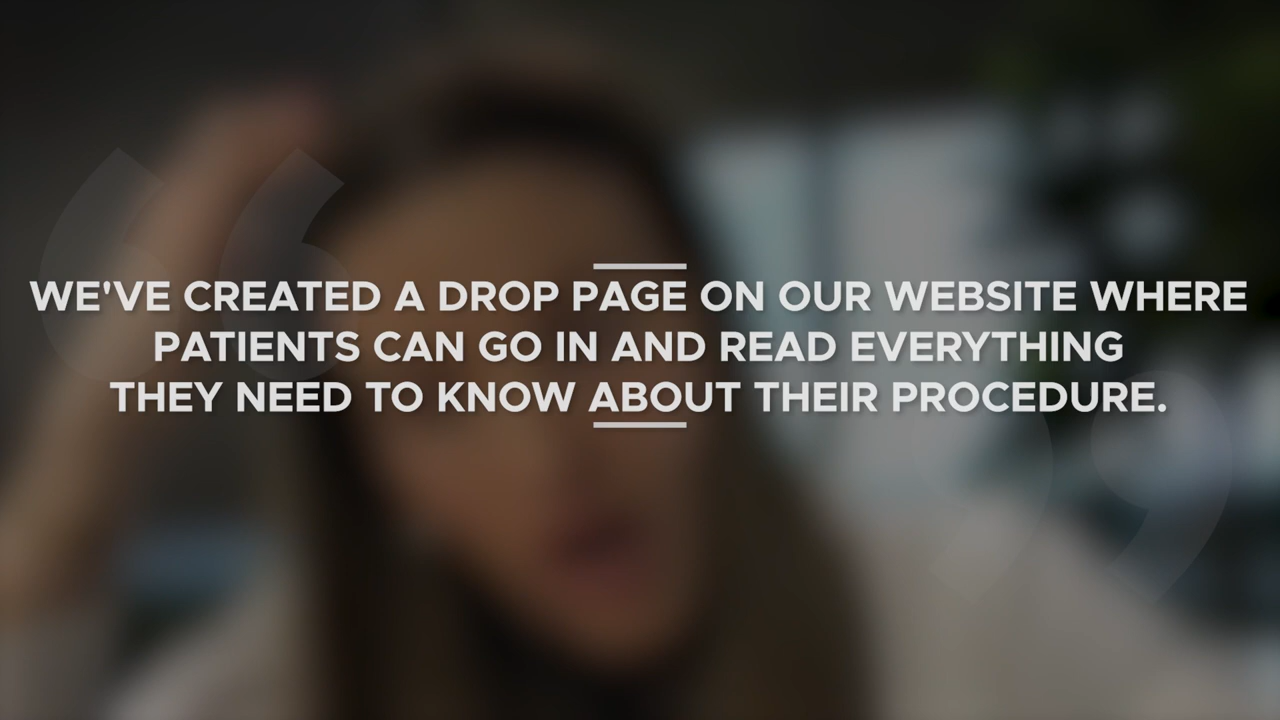 WE'VE CREATED A DROP PAGE ON OUR WEBSITE WHERE
PATIENTS CAN GO IN AND READ EVERYTHING
THEY NEED TO KNOW ABOUT THEIR PROCEDURE.